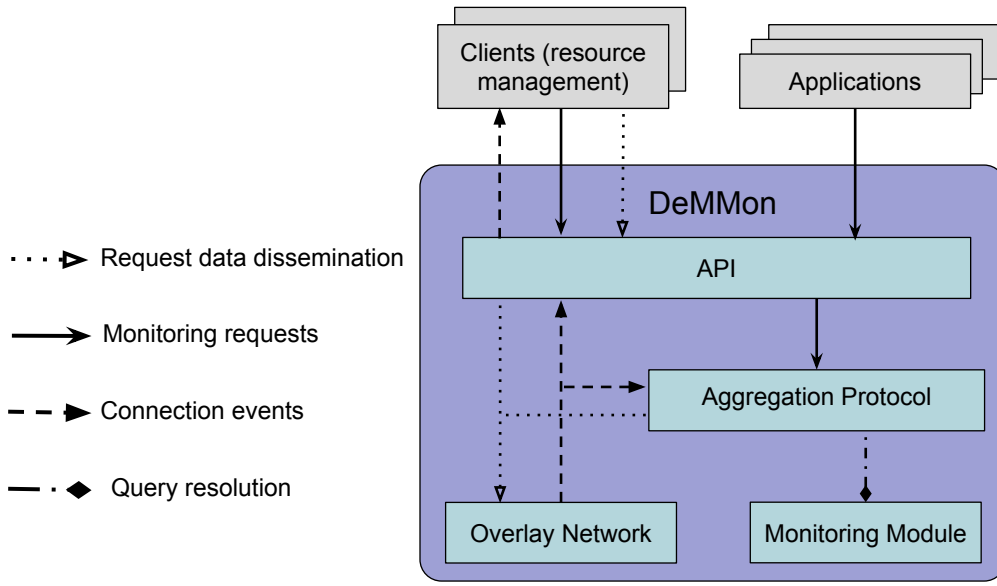 Clients (resource
management)
Applications
DeMMon
Request data dissemination
API
Monitoring requests
Aggregation Protocol
Connection events
Query resolution
Overlay Network
Monitoring Module